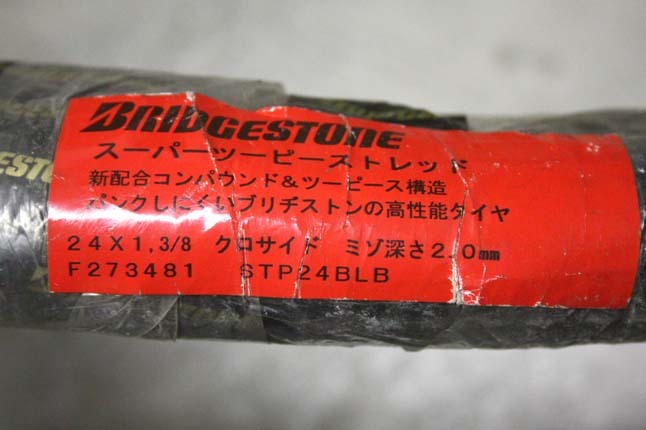 BRIDGESTONE
スーパーツーピーストレッド
新配合コンパウンド&ツーピース構造
パンクしにくいブリヂストンの高性能タイヤ
24X1,3/8 クロサイド ミゾ深さ2.0mm
F273481 STP24BLB